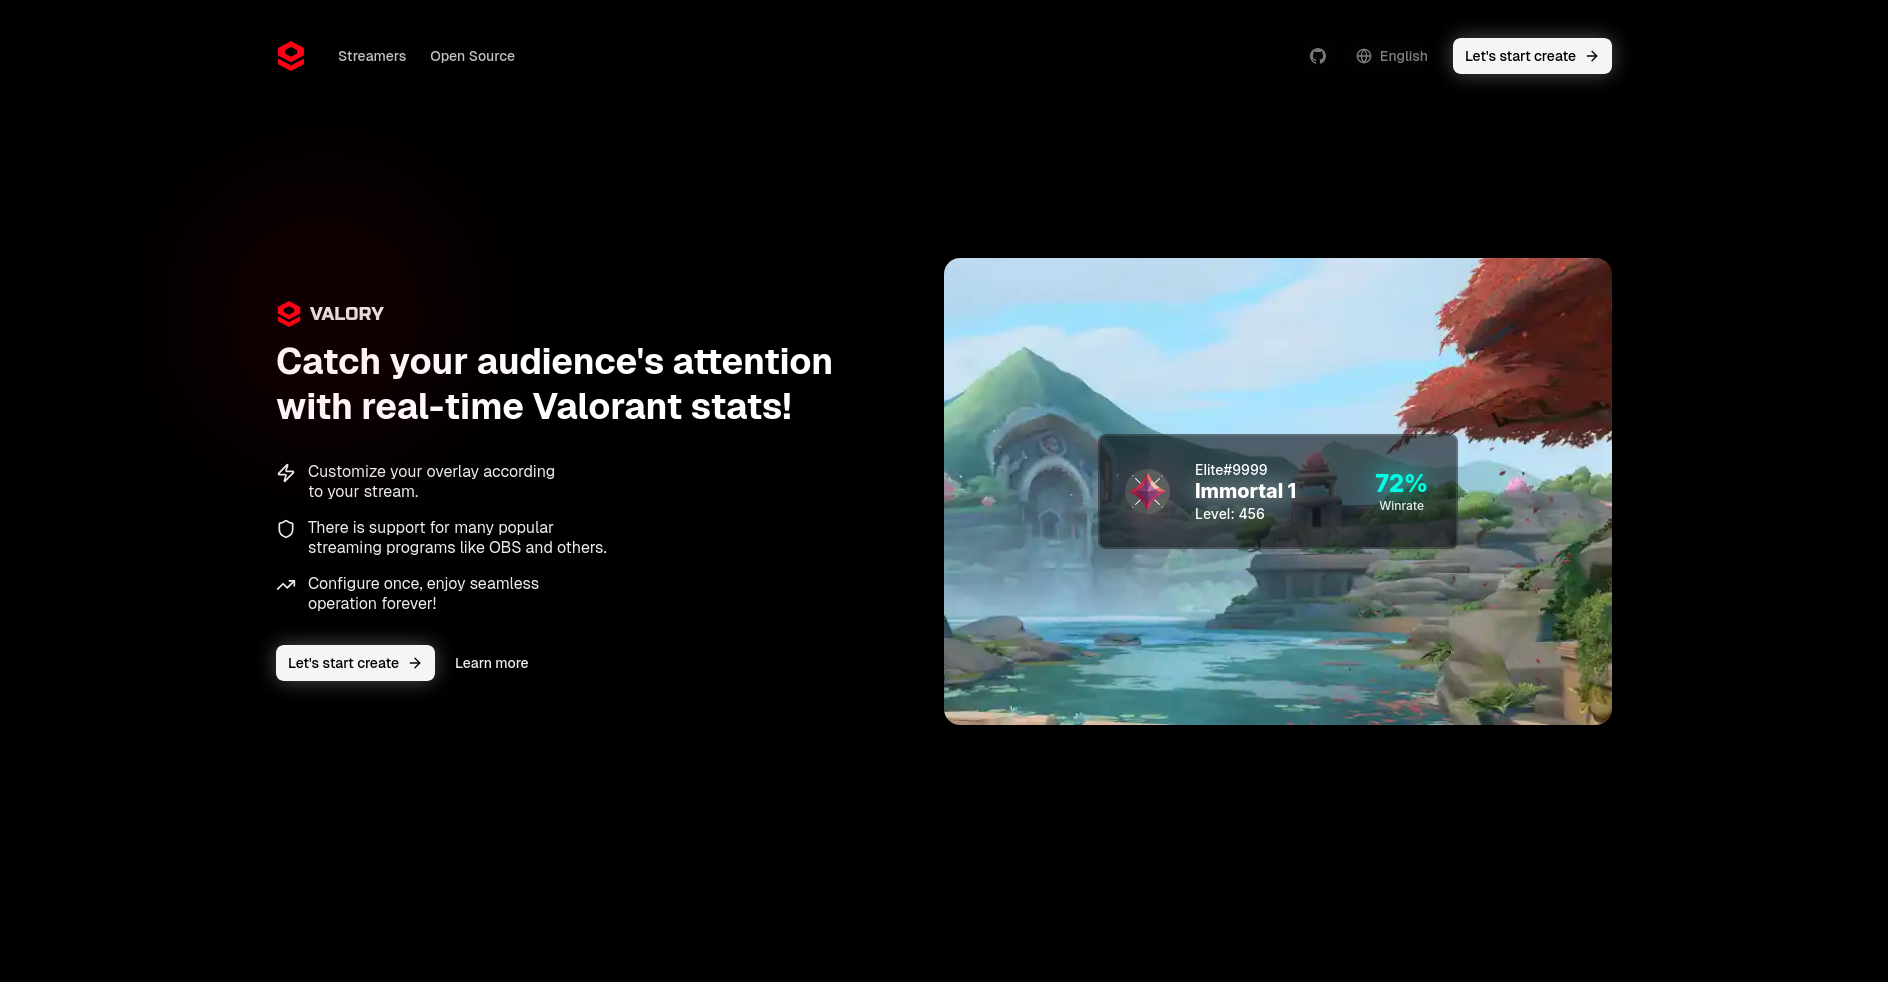 Streamers
Open Source
English
Let's start create
VALORY
Catch your audience's attention
with real-time Valorant stats!
Customize your overlay according
to your stream.
There is support for many popular
streaming programs like OBS and others.
Configure once, enjoy seamless
operation forever!
Let's start create
Learn more
Elite#9999
Immortal 1
Level: 456
72%
Winrate